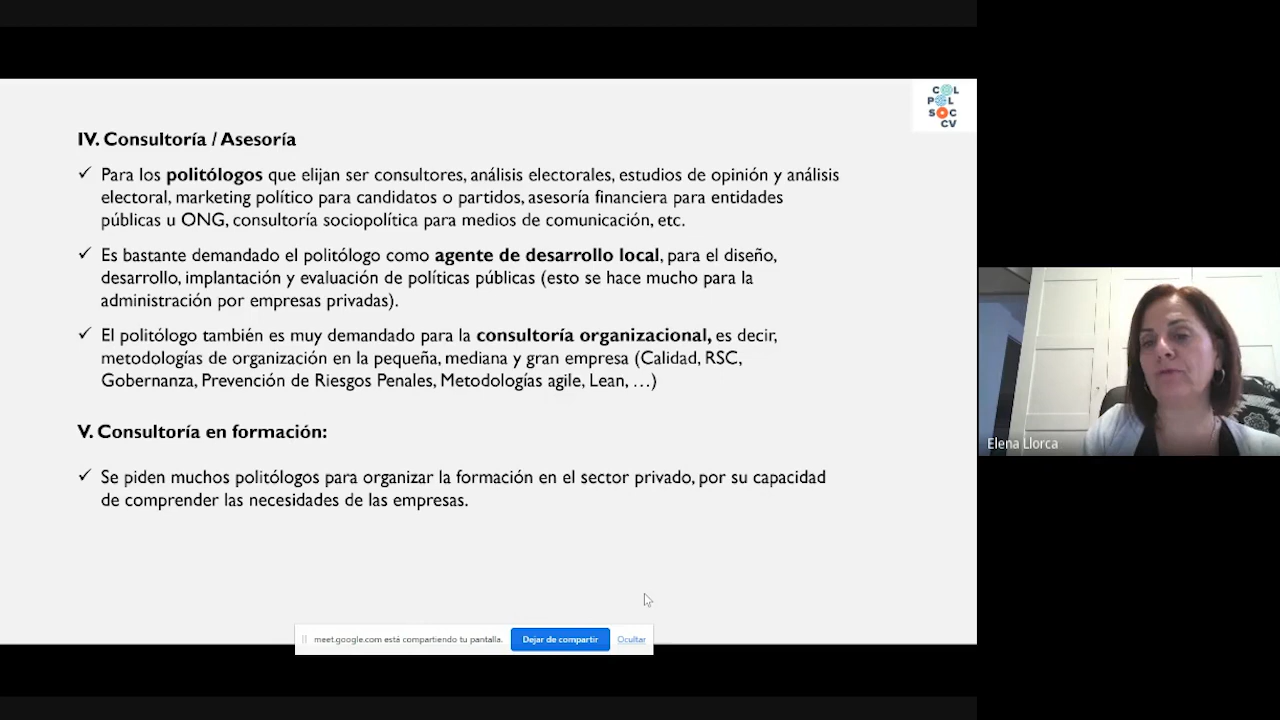 COL
POL
SOC
CV
IV. Consultoría / Asesoría
✓ Para los politólogos que elijan ser consultores, análisis electorales, estudios de opinión y análisis
electoral, marketing político para candidatos o partidos, asesoría financiera para entidades
públicas u ONG, consultoría sociopolítica para medios de comunicación, etc.
✓ Es bastante demandado el politólogo como agente de desarrollo local, para el diseño,
desarrollo, implantación y evaluación de políticas públicas (esto se hace mucho para la
administración por empresas privadas).
✓ El politólogo también es muy demandado para la consultoría organizacional, es decir,
metodologías de organización en la pequeña, mediana y gran empresa (Calidad, RSC,
Gobernanza, Prevención de Riesgos Penales, Metodologías agile, Lean, …)
V. Consultoría en formación:
✓ Se piden muchos politólogos para organizar la formación en el sector privado, por su capacidad
de comprender las necesidades de las empresas.
Elena Llorca
meet.google.com está compartiendo tu pantalla. Dejar de compartir Ocultar